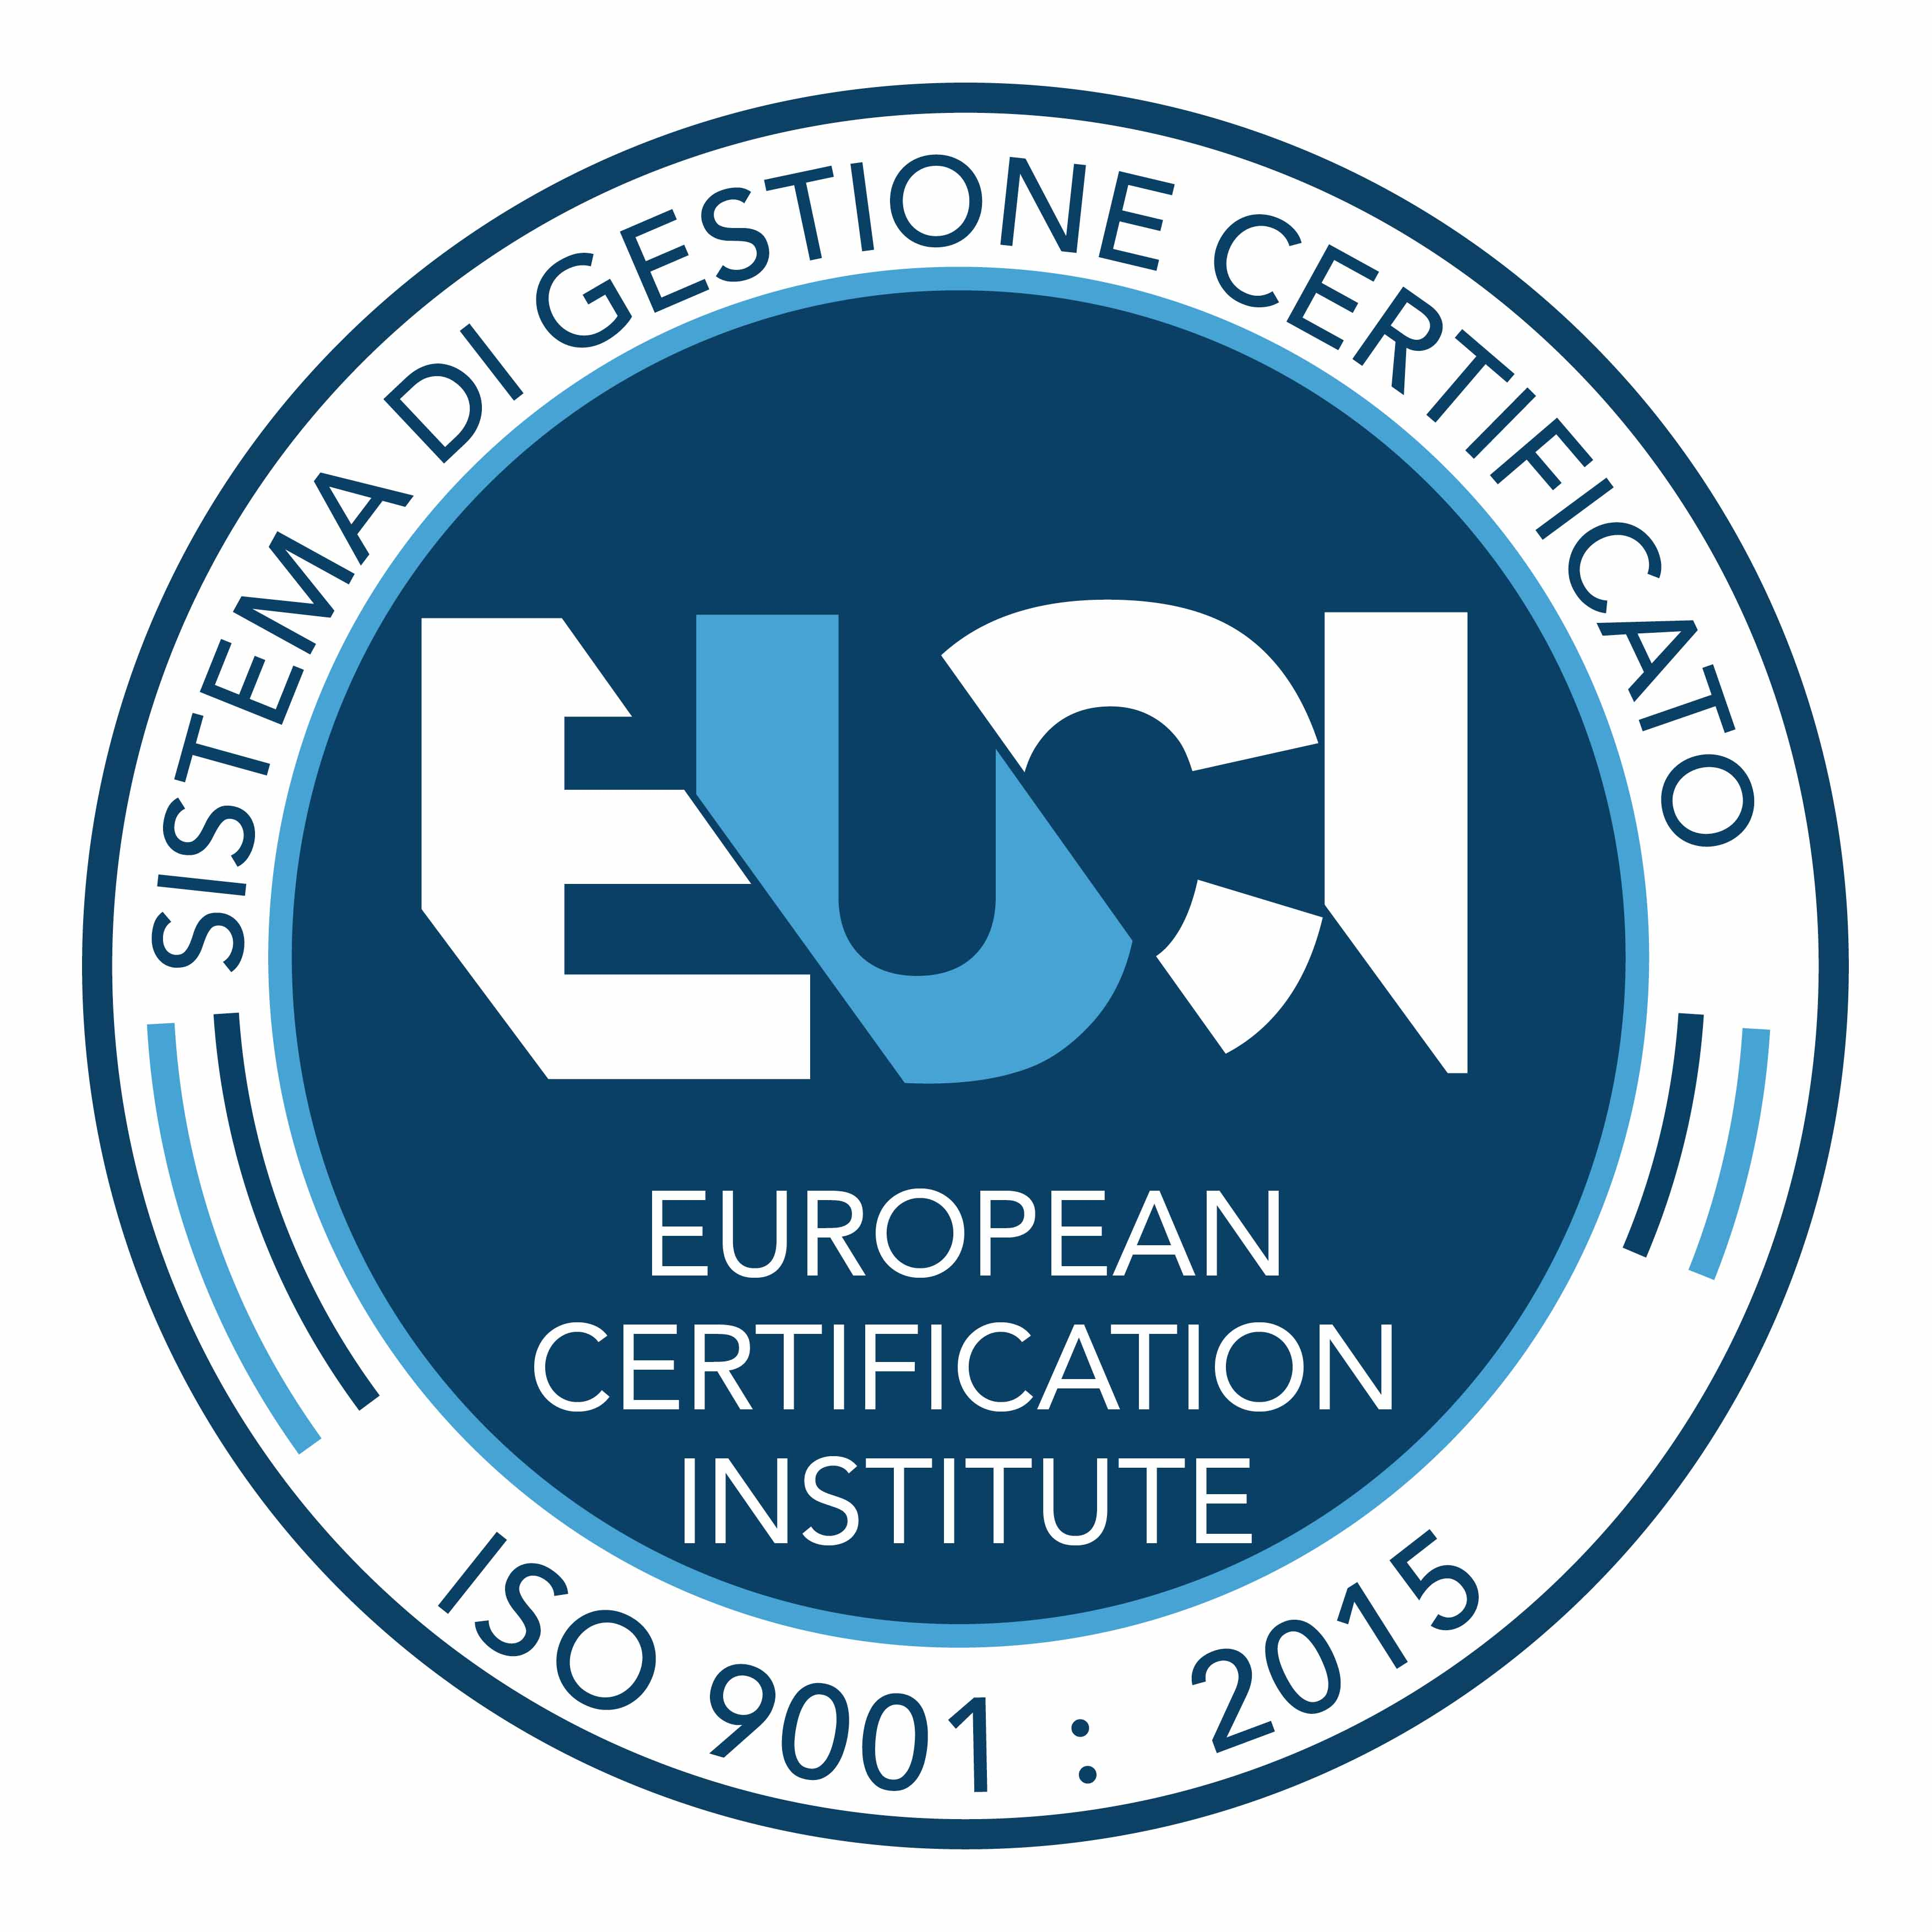 SISTEMA DI GESTIONE CERTIFICATO
EUCI
EUROPEAN
CERTIFICATION
INSTITUTE
ISO 9001 : 2015